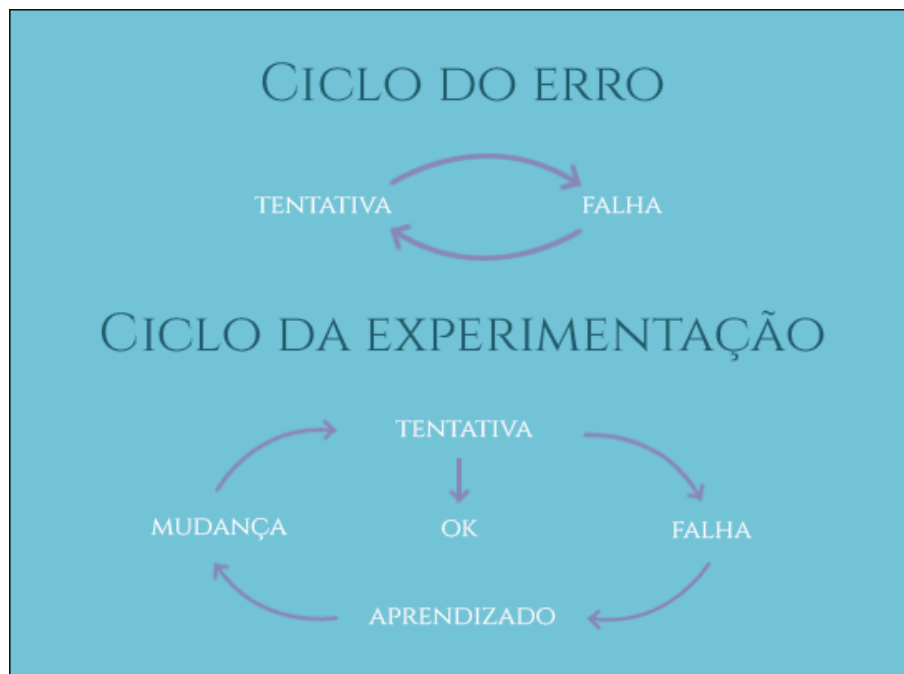 Ciclo do erro
TENTATIVA
FALHA
Ciclo da experimentação
TENTATIVA
MUDANÇA
OK
FALHA
APRENDIZADO